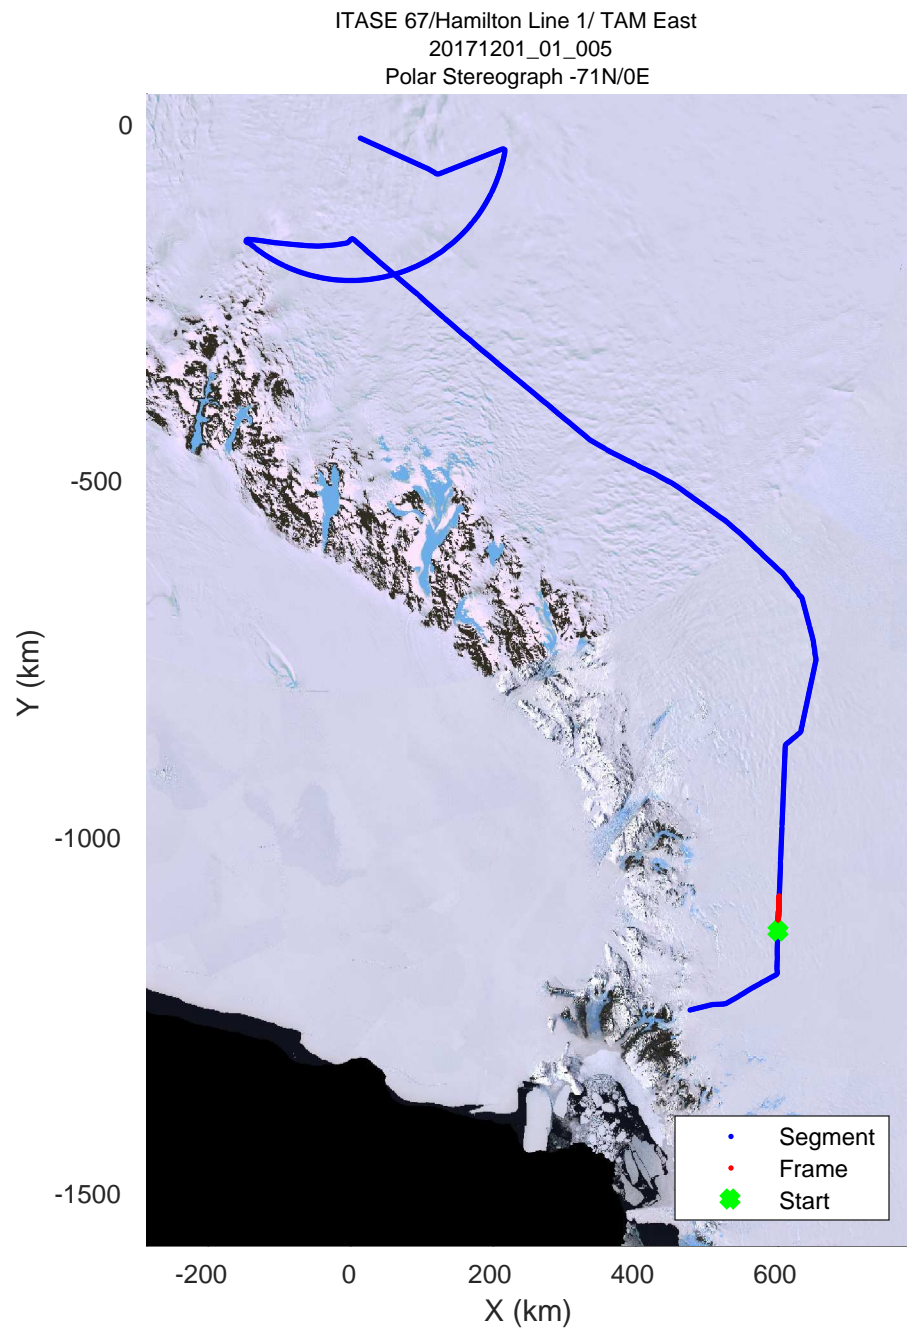 ITASE 67/Hamilton Line 1/ TAM East
20171201_01_005
Polar Stereograph -71N/0E
0
-500
-1000
-1500
Y (km)
-200 0 200 400 600
X (km)
Segment
Frame
Start